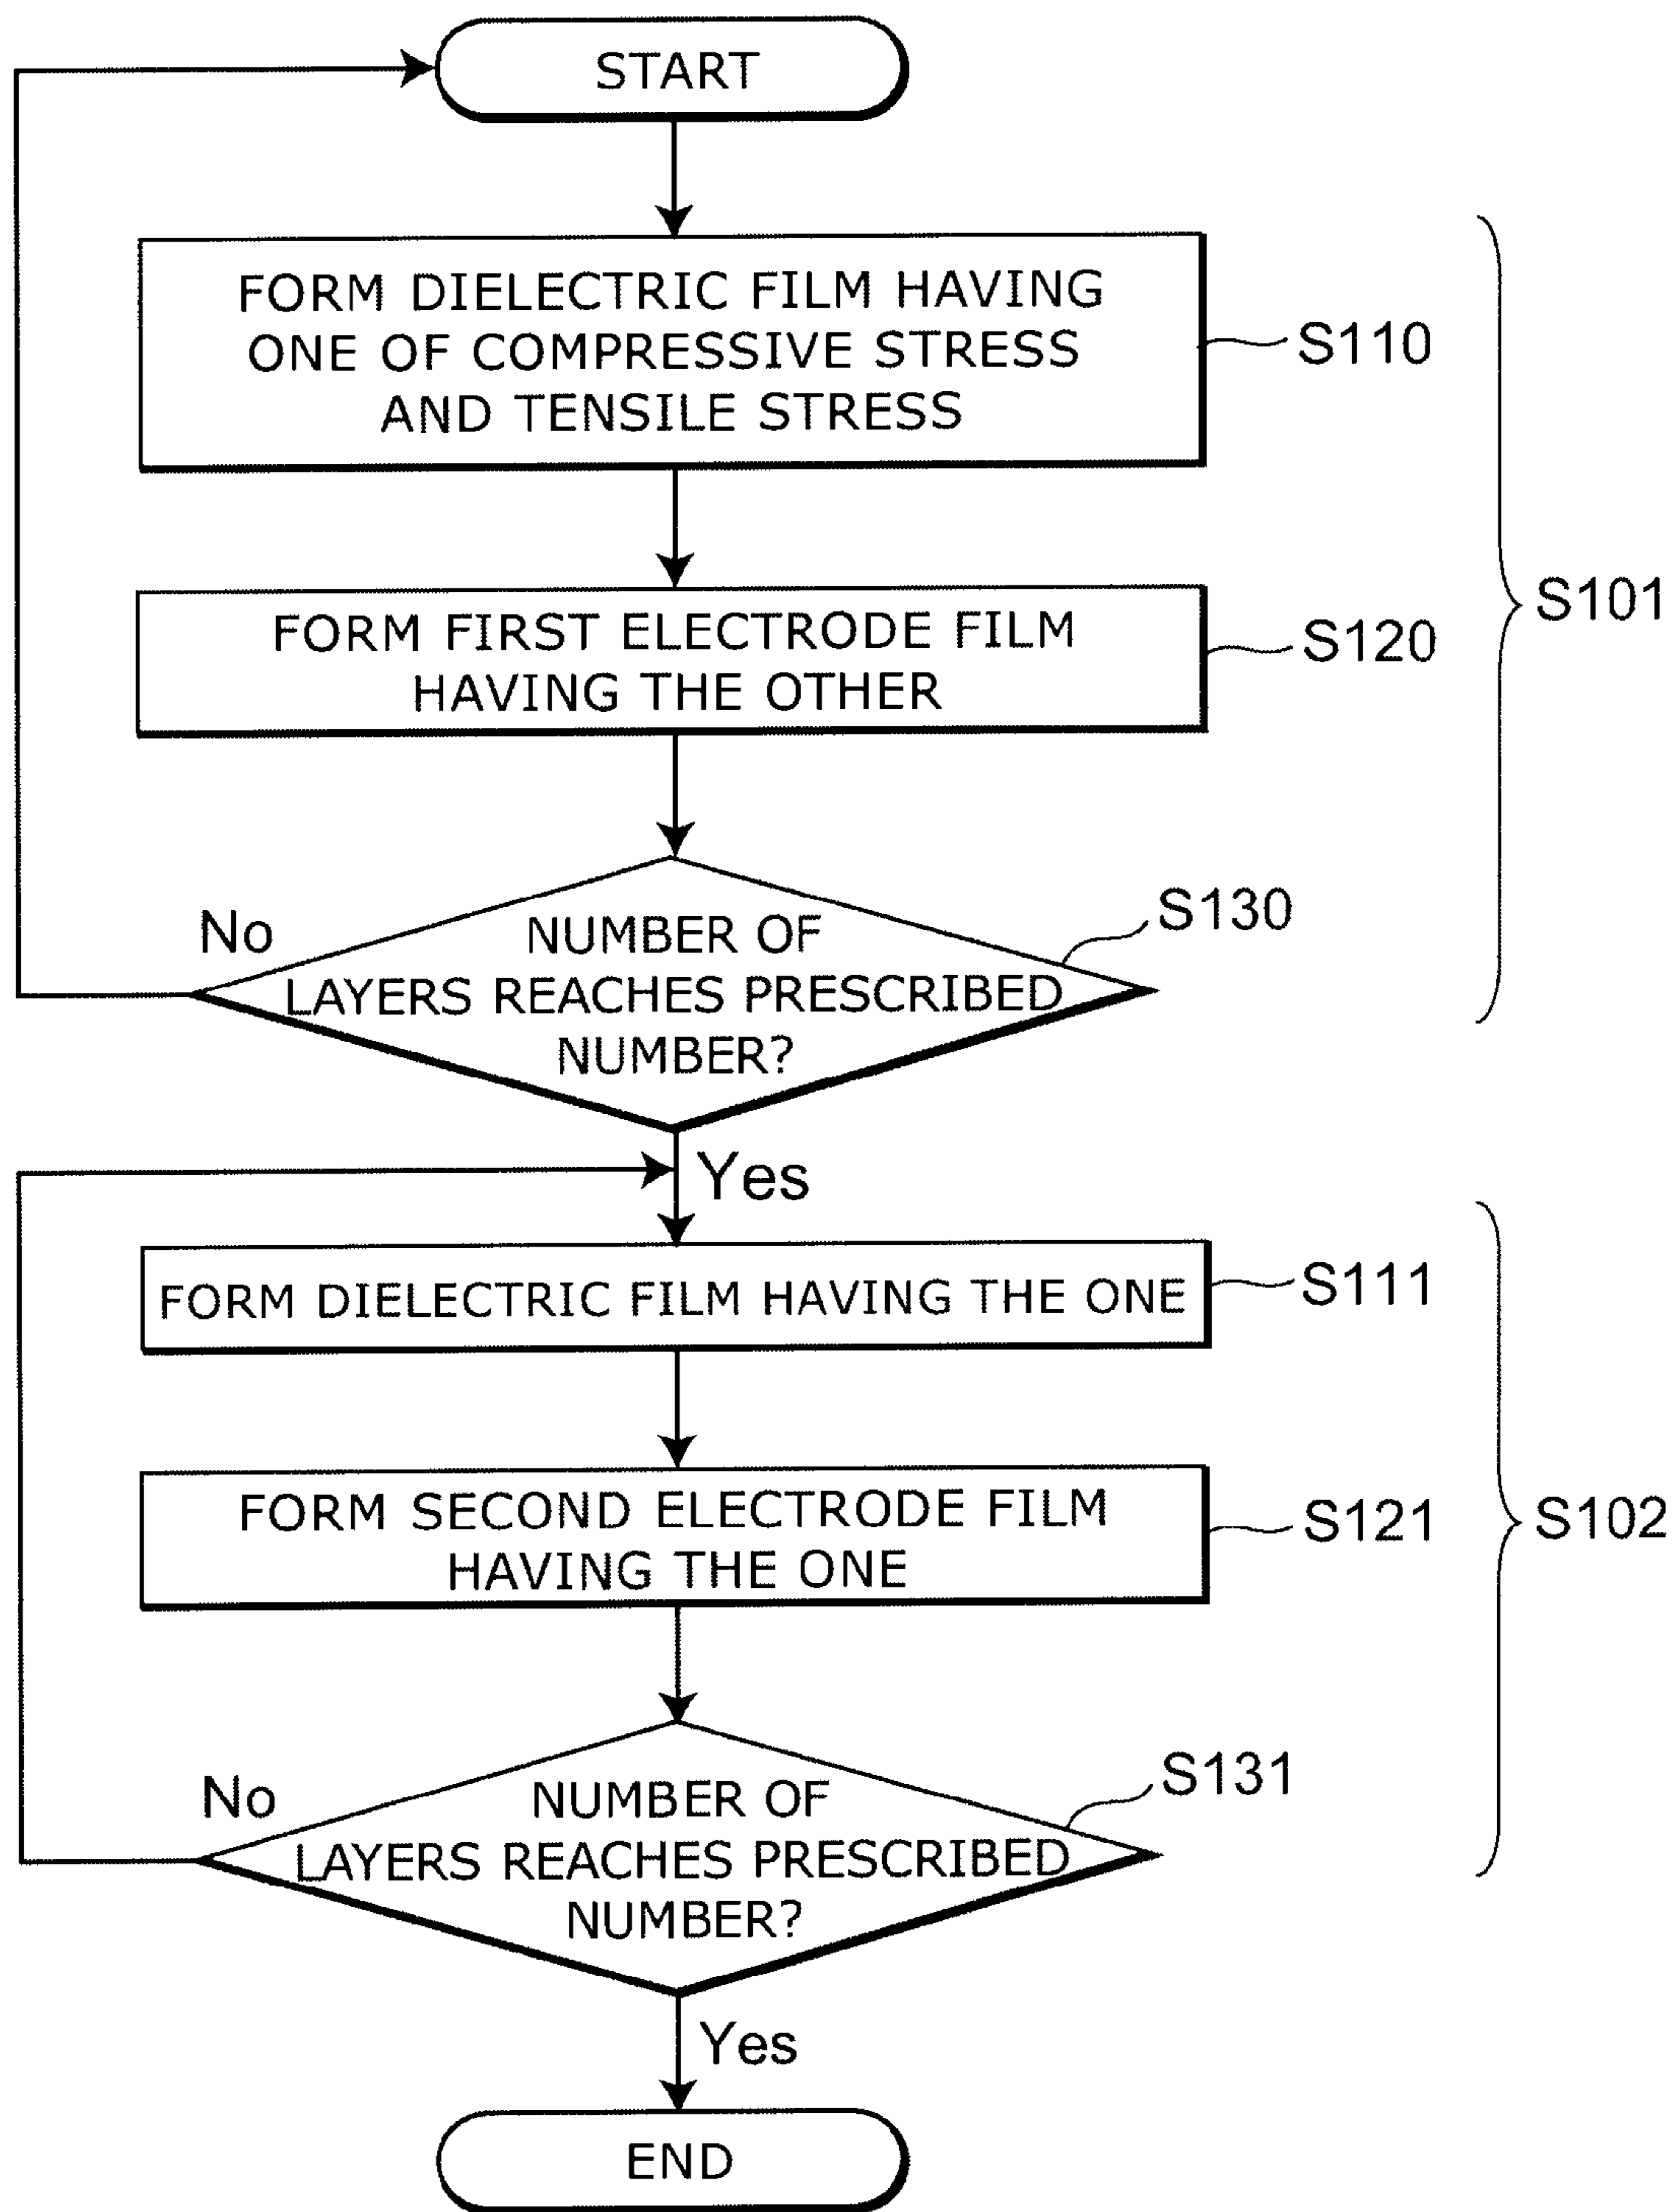 START
FORM DIELECTRIC FILM HAVING
ONE OF COMPRESSIVE STRESS
AND TENSILE STRESS
S110
FORM FIRST ELECTRODE FILM
HAVING THE OTHER
S120
S101
No
NUMBER OF
LAYERS REACHES PRESCRIBED
NUMBER?
S130
Yes
FORM DIELECTRIC FILM HAVING THE ONE
S111
FORM SECOND ELECTRODE FILM
HAVING THE ONE
S121
S102
No
NUMBER OF
LAYERS REACHES PRESCRIBED
NUMBER?
S131
Yes
END